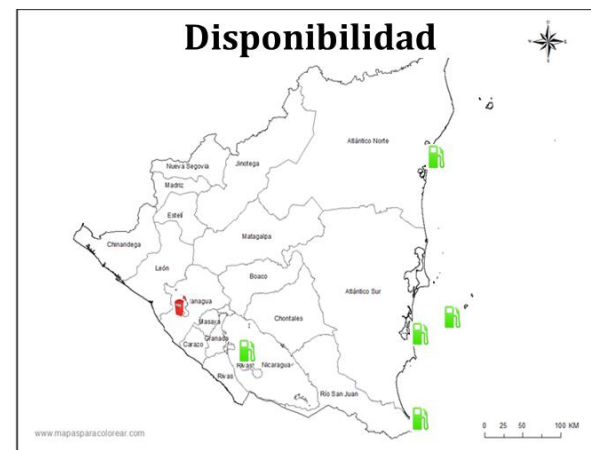 Disponibilidad
Atlántico Norte
Jinotega
Nueva Segovia
Madriz
Estelí
Chinandega
Matagalpa
León
Boaco
Atlántico Sur
anagua
Chontales
Masaya
Granada
Carazo
Rivas
Nicaragua
Rivas
Río San Juan
0 25 50 100 KM
www.mapasparacolorear.com